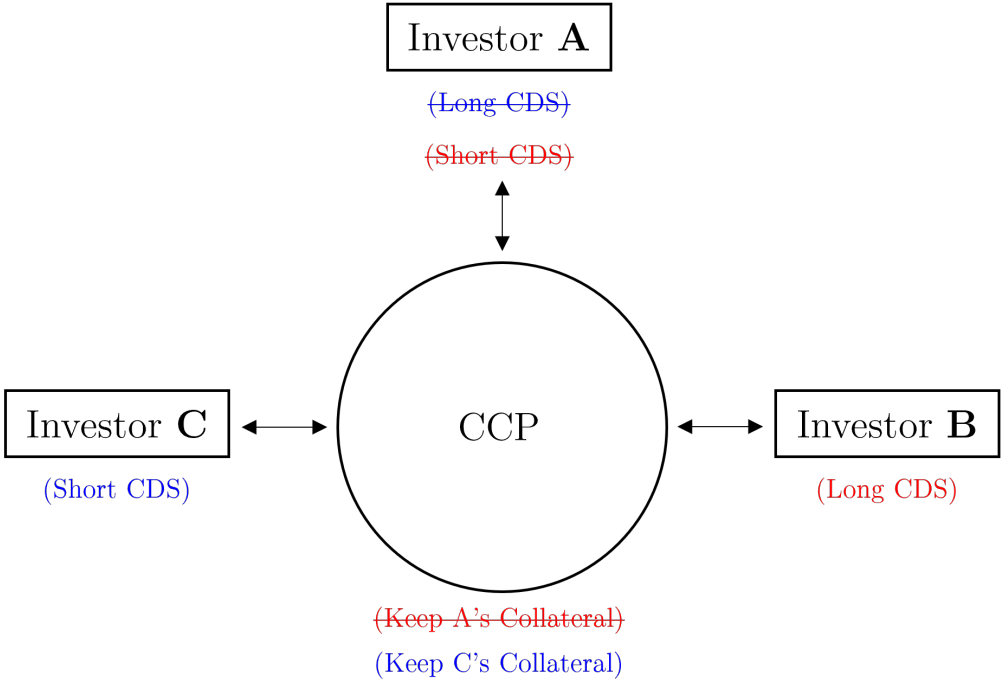 Investor A
(Long CDS)
(Short CDS)
Investor C
CCP
Investor B
(Short CDS)
(Long CDS)
(Keep A's Collateral)
(Keep C's Collateral)